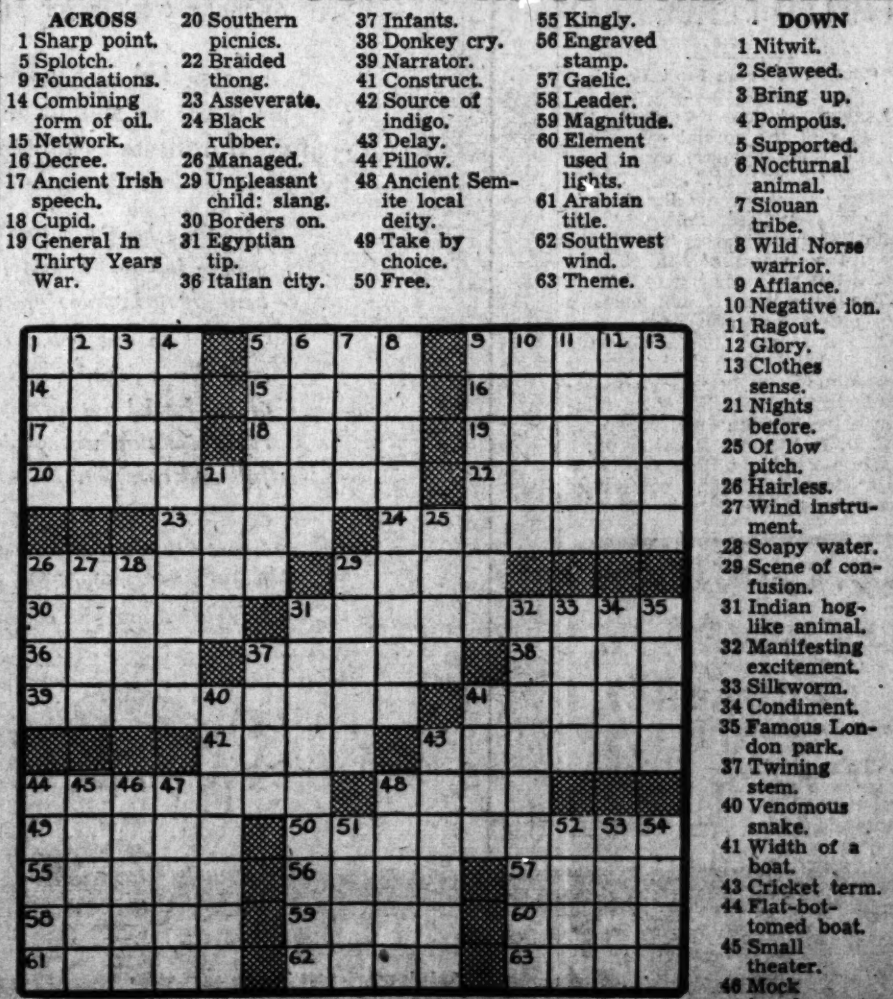 ACROSS
1 Sharp point.
5 Splotch.
9 Foundations.
14 Combining
form of oil.
15 Network.
16 Decree.
17 Ancient Irish
speech.
18 Cupid.
19 General in
Thirty Years
War.
20 Southern
picnics.
22 Braided
thong.
23 Asseverate.
24 Black
rubber.
26 Managed.
29 Unpleasant
child: slang.
30 Borders on.
31 Egyptian
tip.
36 Italian city.
37 Infants.
38 Donkey cry.
39 Narrator.
41 Construct.
42 Source of
indigo.
43 Delay.
44 Pillow.
48 Ancient Sem-
ite local
deity.
49 Take by
choice.
50 Free.
55 Kingly.
56 Engraved
stamp.
57 Gaelic.
58 Leader.
59 Magnitude.
60 Element
used in
lights.
61 Arabian
title.
62 Southwest
wind.
63 Theme.
DOWN
1 Nitwit.
2 Seaweed.
3 Bring up.
4 Pompous.
5 Supported.
6 Nocturnal
animal.
7 Siouan
tribe.
8 Wild Norse
warrior.
9 Affiance.
10 Negative ion.
11 Ragout.
12 Glory.
13 Clothes
sense.
21 Nights
before.
25 Of low
pitch.
26 Hairless.
27 Wind instru-
ment.
28 Soapy water.
29 Scene of con-
fusion.
31 Indian hog-
like animal.
32 Manifesting
excitement.
33 Silkworm.
34 Condiment.
35 Famous Lon-
don park.
37 Twining
stem.
40 Venomous
snake.
41 Width of a
boat.
43 Cricket term.
44 Flat-bot-
tomed boat.
45 Small
theater.
46 Mock
1 2 3 4 5 6 7 8 9 10 11 12 13
14 15 16
17 18 19
20 21 22
23 24 25
26 27 28 29
30 31 32 33 34 35
36 37 38
39 40 41
42 43
44 45 46 47 48
49 50 51 52 53 54
55 56 57
58 59 60
61 62 63